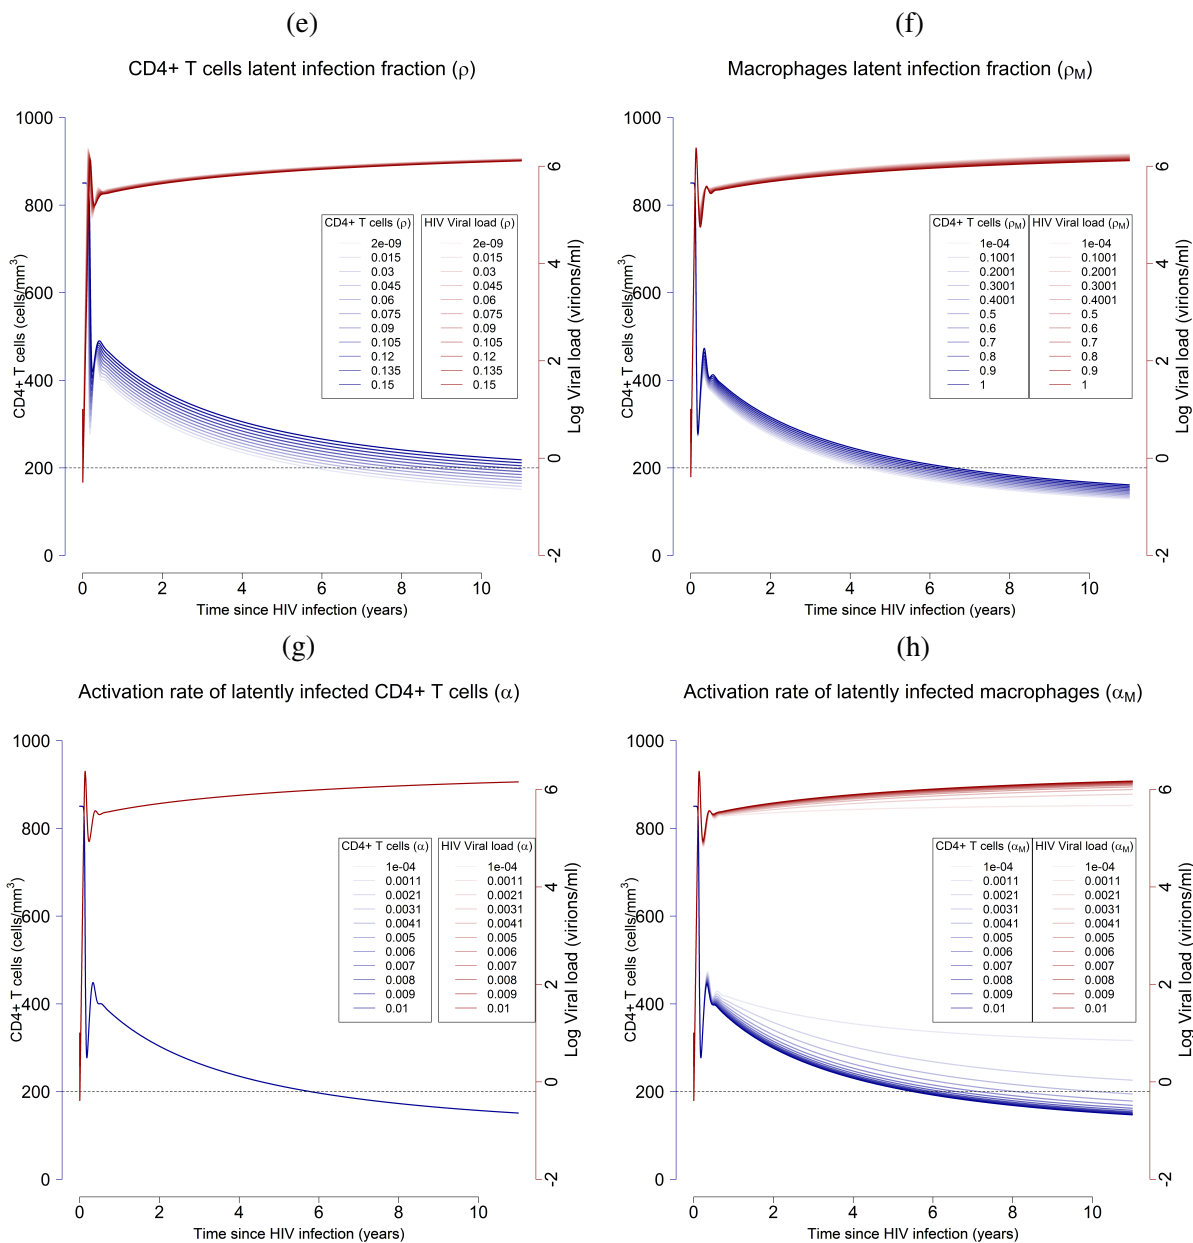 (e)
CD4+ T cells latent infection fraction (ρ)
1000
800
600
400
200
0
CD4+ T cells (cells/mm³)
6
4
2
0
-2
Log Viral load (virions/ml)
CD4+ T cells (ρ) HIV Viral load (ρ)
2e-09 2e-09
0.015 0.015
0.03 0.03
0.045 0.045
0.06 0.06
0.075 0.075
0.09 0.09
0.105 0.105
0.12 0.12
0.135 0.135
0.15 0.15
0 2 4 6 8 10
Time since HIV infection (years)
(f)
Macrophages latent infection fraction (ρM)
1000
800
600
400
200
0
CD4+ T cells (cells/mm³)
6
4
2
0
-2
Log Viral load (virions/ml)
CD4+ T cells (ρM) HIV Viral load (ρM)
1e-04 1e-04
0.1001 0.1001
0.2001 0.2001
0.3001 0.3001
0.4001 0.4001
0.5 0.5
0.6 0.6
0.7 0.7
0.8 0.8
0.9 0.9
1 1
0 2 4 6 8 10
Time since HIV infection (years)
(g)
Activation rate of latently infected CD4+ T cells (α)
1000
800
600
400
200
0
CD4+ T cells (cells/mm³)
6
4
2
0
-2
Log Viral load (virions/ml)
CD4+ T cells (α) HIV Viral load (α)
1e-04 1e-04
0.0011 0.0011
0.0021 0.0021
0.0031 0.0031
0.0041 0.0041
0.005 0.005
0.006 0.006
0.007 0.007
0.008 0.008
0.009 0.009
0.01 0.01
0 2 4 6 8 10
Time since HIV infection (years)
(h)
Activation rate of latently infected macrophages (αM)
1000
800
600
400
200
0
CD4+ T cells (cells/mm³)
6
4
2
0
-2
Log Viral load (virions/ml)
CD4+ T cells (αM) HIV Viral load (αM)
1e-04 1e-04
0.0011 0.0011
0.0021 0.0021
0.0031 0.0031
0.0041 0.0041
0.005 0.005
0.006 0.006
0.007 0.007
0.008 0.008
0.009 0.009
0.01 0.01
0 2 4 6 8 10
Time since HIV infection (years)